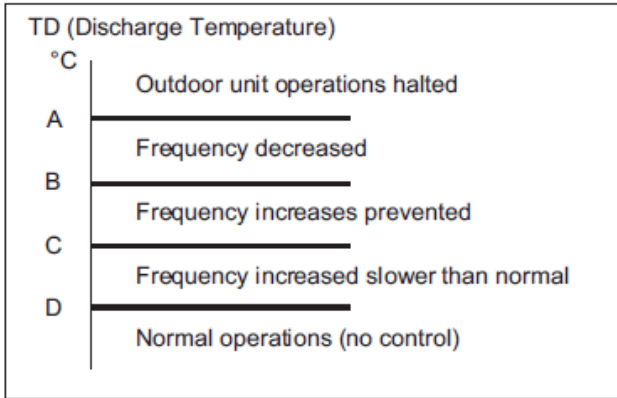 TD (Discharge Temperature)
°C
Outdoor unit operations halted
A
Frequency decreased
B
Frequency increases prevented
C
Frequency increased slower than normal
D
Normal operations (no control)